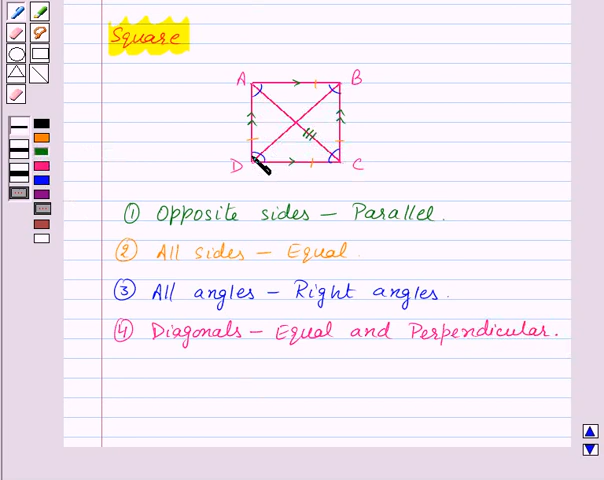 Square
A B
D C
① Opposite sides – Parallel.
② All sides – Equal.
③ All angles – Right angles.
④ Diagonals – Equal and Perpendicular.